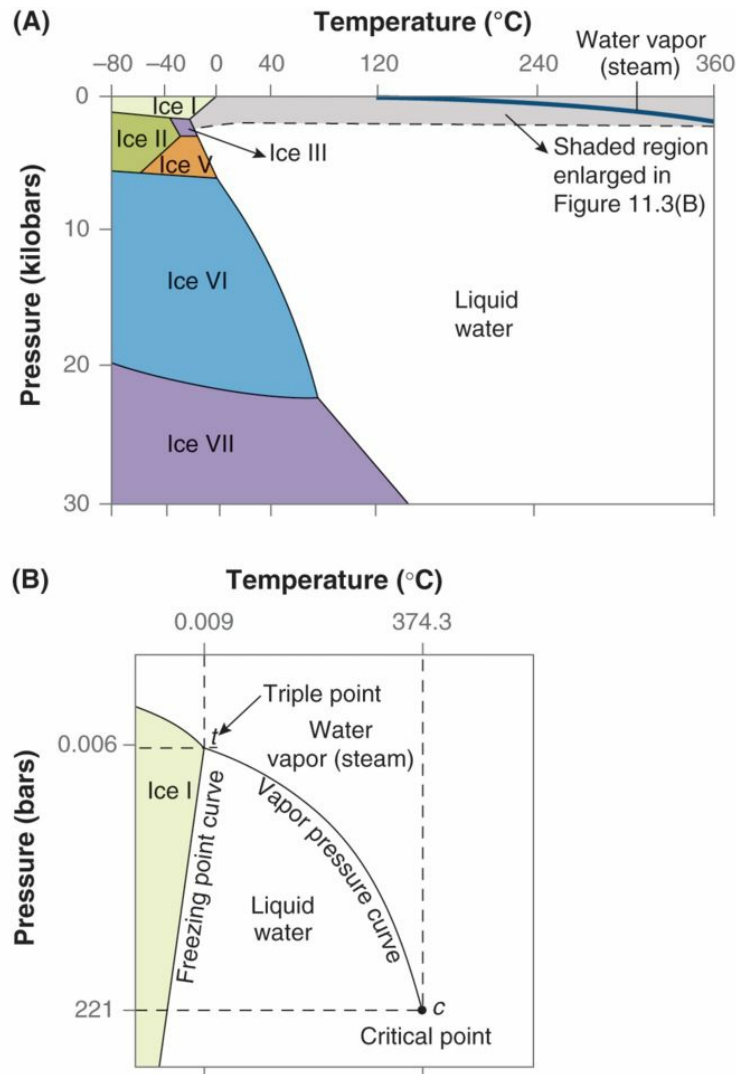 (A)
Temperature (°C)
Water vapor
(steam)
−80 −40 0 40 120 240 360
0
10
20
30
Pressure (kilobars)
Ice I
Ice II
Ice III
Ice V
Shaded region
enlarged in
Figure 11.3(B)
Ice VI
Liquid
water
Ice VII
(B)
Temperature (°C)
0.009 374.3
Triple point
t
Water
vapor (steam)
0.006
Ice I
Freezing point curve
Vapor pressure curve
Liquid
water
Pressure (bars)
221
c
Critical point